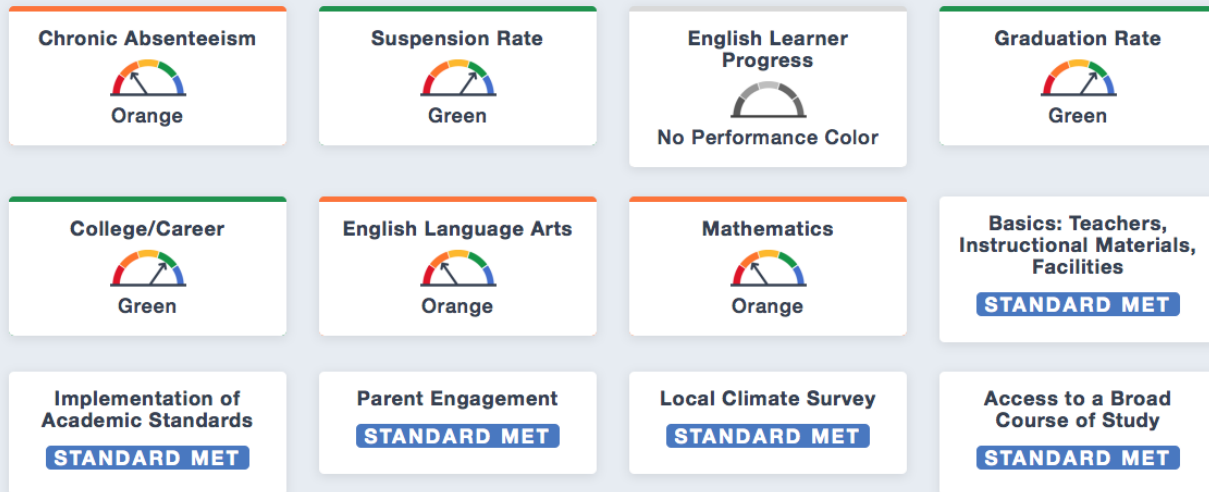 Chronic Absenteeism
Orange
Suspension Rate
Green
English Learner
Progress
No Performance Color
Graduation Rate
Green
College/Career
Green
English Language Arts
Orange
Mathematics
Orange
Basics: Teachers,
Instructional Materials,
Facilities
STANDARD MET
Implementation of
Academic Standards
STANDARD MET
Parent Engagement
STANDARD MET
Local Climate Survey
STANDARD MET
Access to a Broad
Course of Study
STANDARD MET